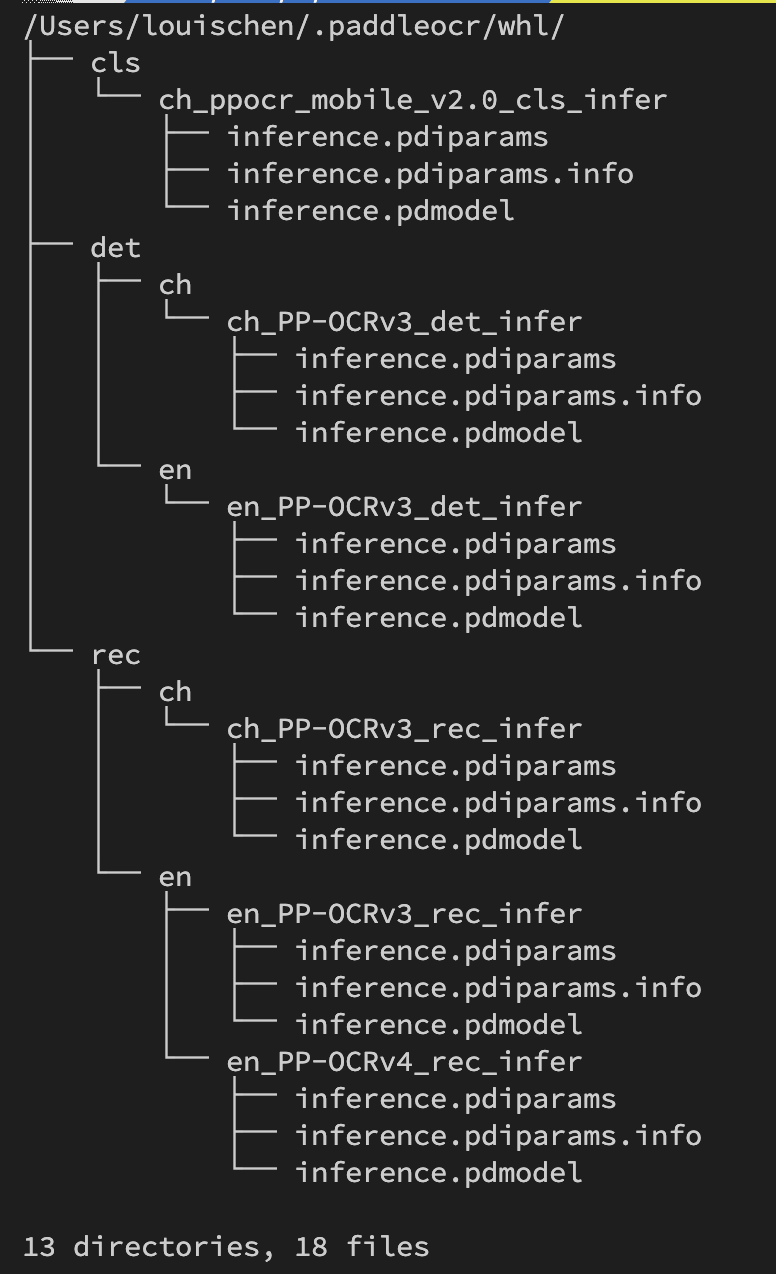 /Users/louischen/.paddleocr/whl/
├── cls
│   └── ch_ppocr_mobile_v2.0_cls_infer
│       ├── inference.pdiparams
│       ├── inference.pdiparams.info
│       └── inference.pdmodel
├── det
│   ├── ch
│   │   └── ch_PP-OCRv3_det_infer
│   │       ├── inference.pdiparams
│   │       ├── inference.pdiparams.info
│   │       └── inference.pdmodel
│   └── en
│       └── en_PP-OCRv3_det_infer
│           ├── inference.pdiparams
│           ├── inference.pdiparams.info
│           └── inference.pdmodel
└── rec
    ├── ch
    │   └── ch_PP-OCRv3_rec_infer
    │       ├── inference.pdiparams
    │       ├── inference.pdiparams.info
    │       └── inference.pdmodel
    └── en
        ├── en_PP-OCRv3_rec_infer
        │   ├── inference.pdiparams
        │   ├── inference.pdiparams.info
        │   └── inference.pdmodel
        └── en_PP-OCRv4_rec_infer
            ├── inference.pdiparams
            ├── inference.pdiparams.info
            └── inference.pdmodel

13 directories, 18 files